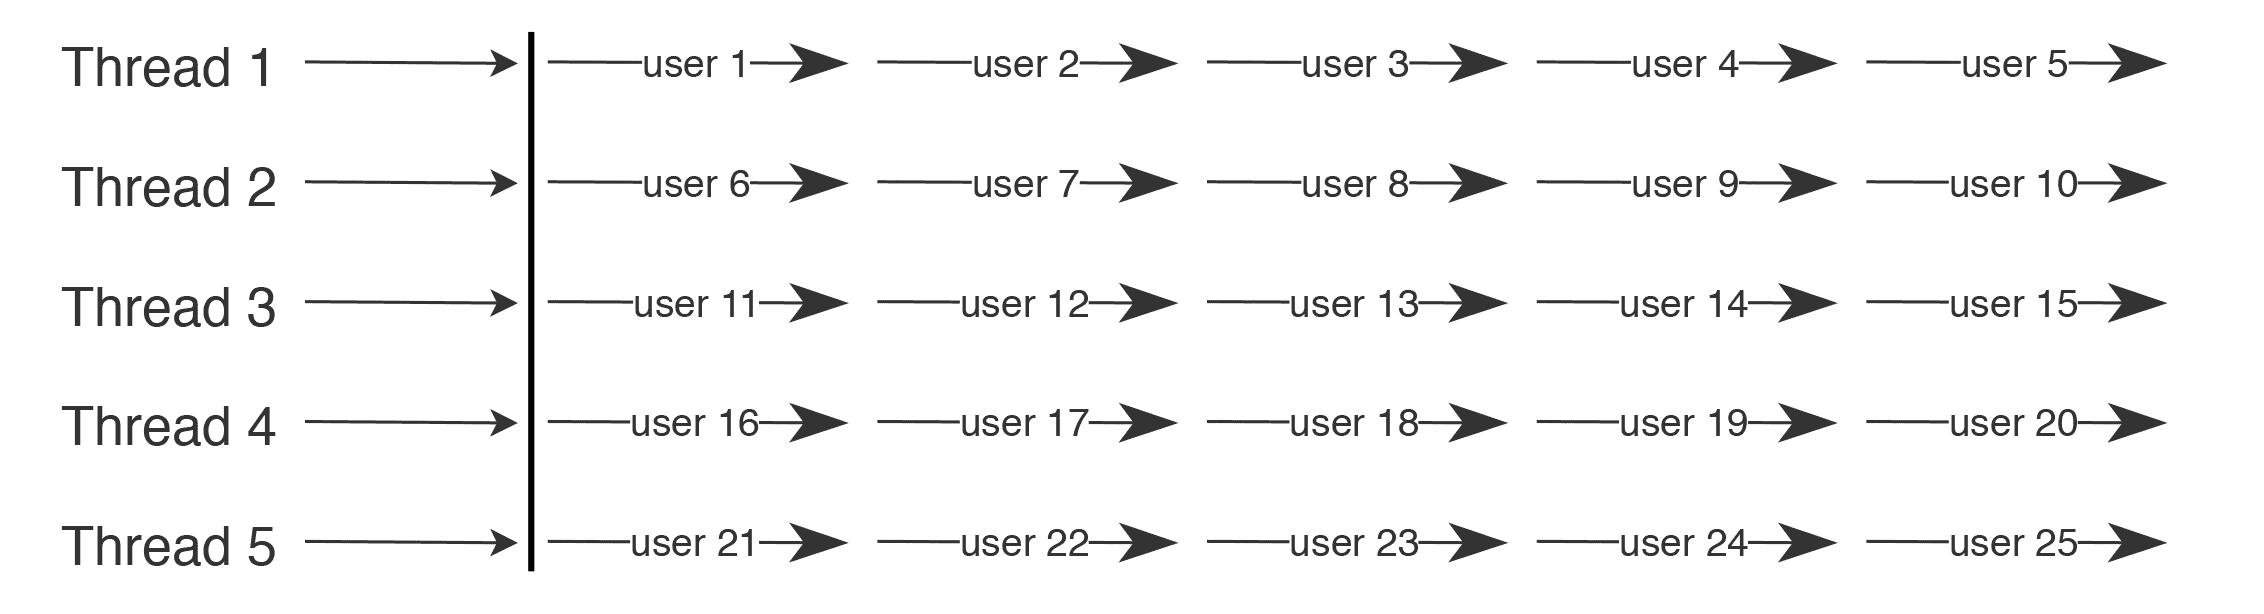 Thread 1 user 1 user 2 user 3 user 4 user 5
Thread 2 user 6 user 7 user 8 user 9 user 10
Thread 3 user 11 user 12 user 13 user 14 user 15
Thread 4 user 16 user 17 user 18 user 19 user 20
Thread 5 user 21 user 22 user 23 user 24 user 25